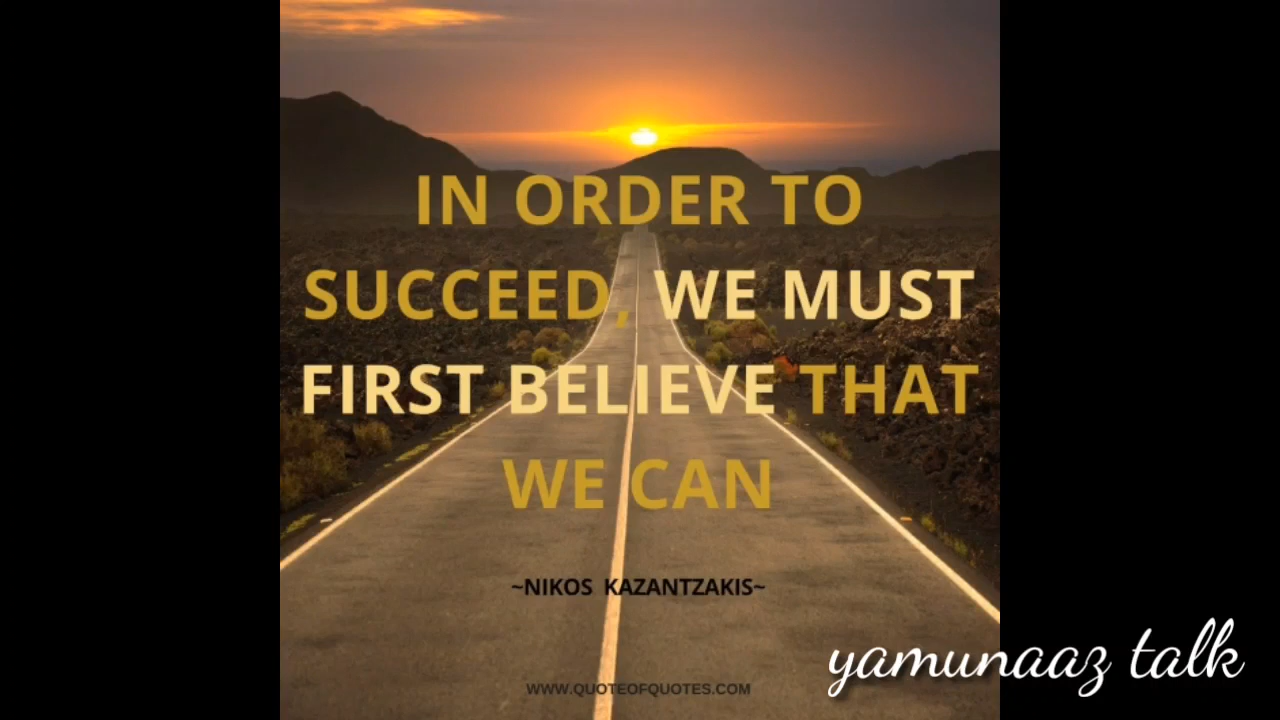 IN ORDER TO
SUCCEED, WE MUST
FIRST BELIEVE THAT
WE CAN
~NIKOS KAZANTZAKIS~
yamunaaz talk
WWW.QUOTEOFQUOTES.COM